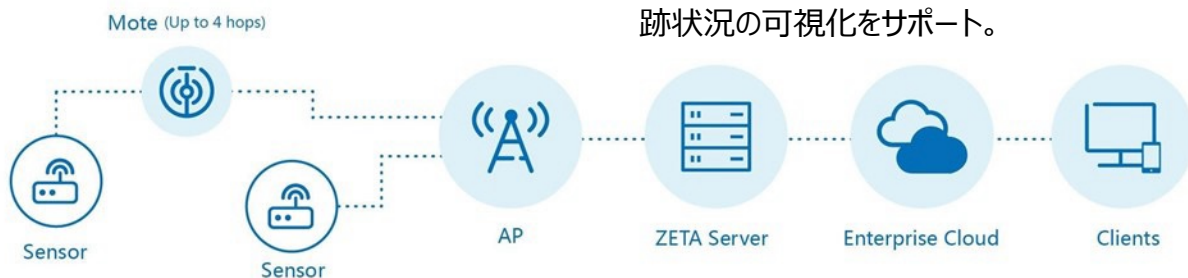 跡状況の可視化をサポート。
Mote (Up to 4 hops)
Sensor
Sensor
AP
ZETA Server
Enterprise Cloud
Clients